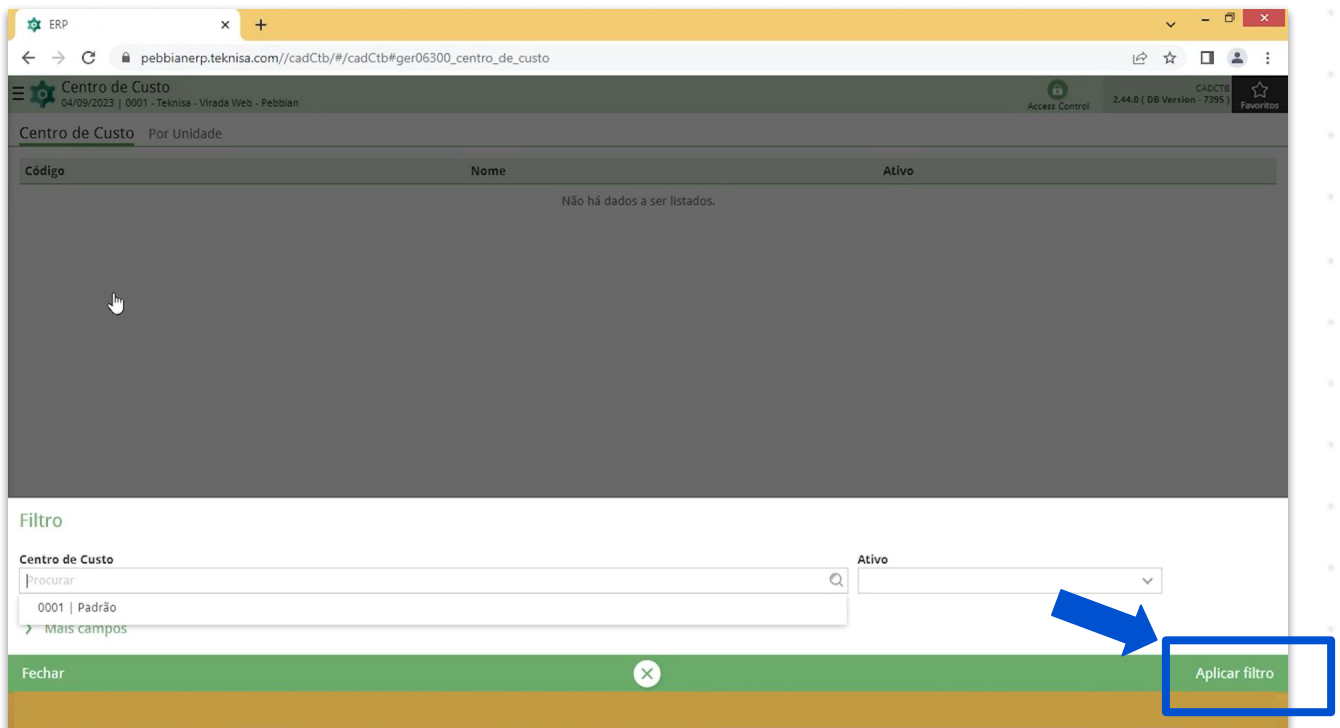 ERP
pebbianerp.teknisa.com//cadCtb/#/cadCtb#ger06300_centro_de_custo
Centro de Custo
04/09/2023 | 0001 - Teknisa - Virada Web - Pebbian
Access Control
CADCTB
2.44.0 ( DB Version - 7395 )
Favoritos
Centro de Custo Por Unidade
Código Nome Ativo
Não há dados a ser listados.
Filtro
Centro de Custo Ativo
Procurar
0001 | Padrão
Mais campos
Fechar Aplicar filtro